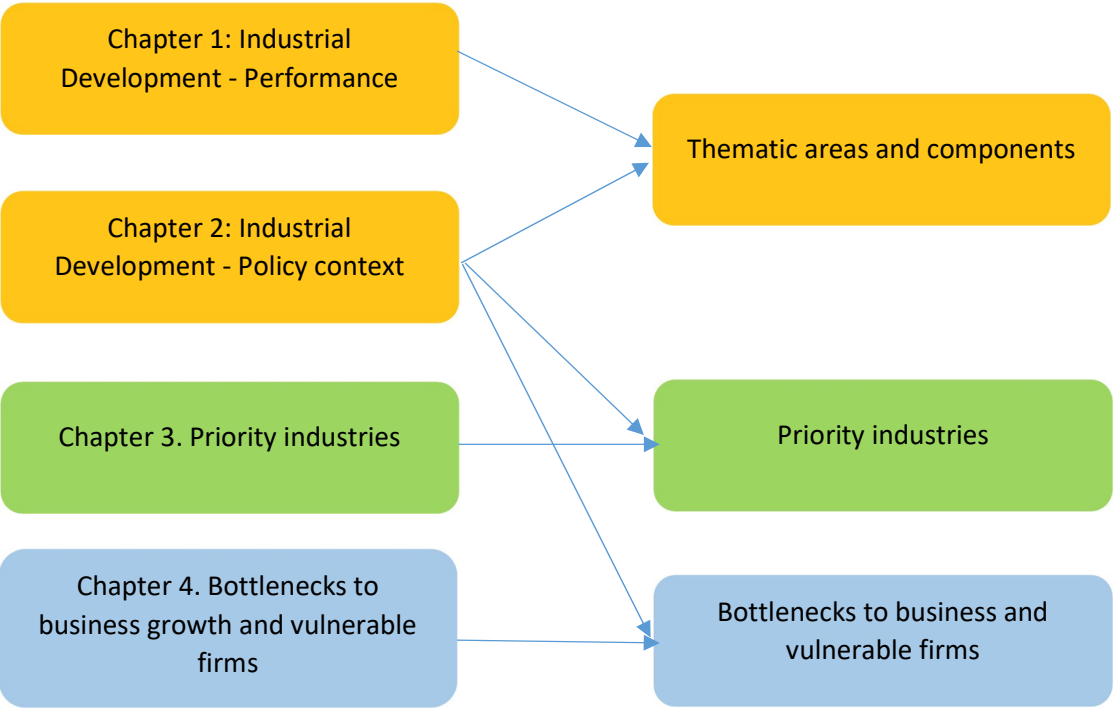 Chapter 1: Industrial
Development - Performance
Thematic areas and components
Chapter 2: Industrial
Development - Policy context
Chapter 3. Priority industries
Priority industries
Chapter 4. Bottlenecks to
business growth and vulnerable
firms
Bottlenecks to business and
vulnerable firms